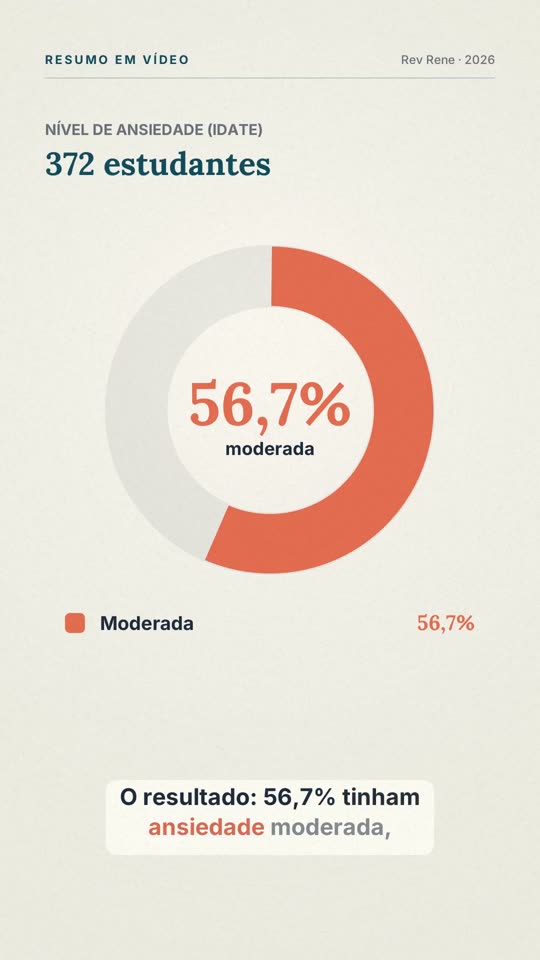 RESUMO EM VÍDEO
Rev Rene · 2026
NÍVEL DE ANSIEDADE (IDATE)
372 estudantes
56,7%
moderada
Moderada
56,7%
O resultado: 56,7% tinham
ansiedade moderada,